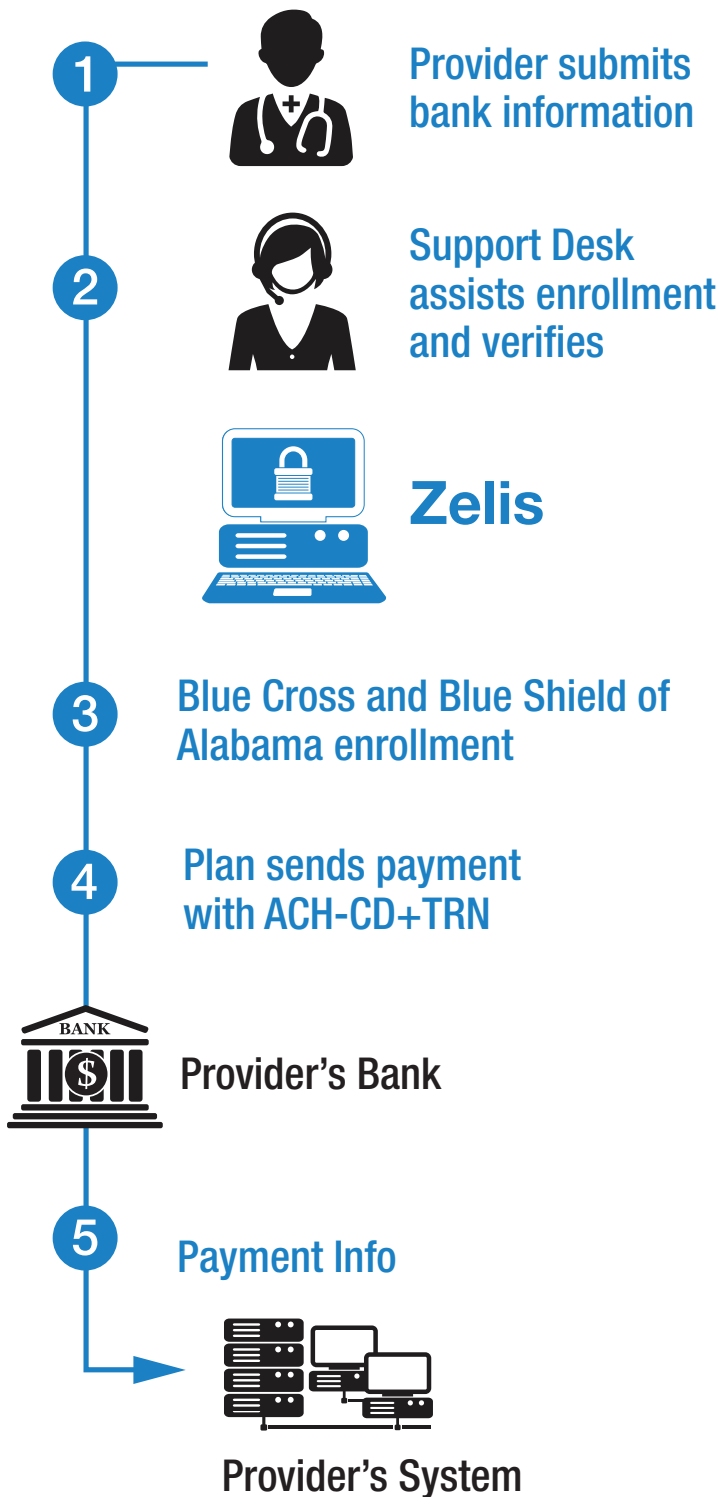 1
Provider submits
bank information
2
Support Desk
assists enrollment
and verifies
Zelis
3
Blue Cross and Blue Shield of
Alabama enrollment
4
Plan sends payment
with ACH-CD+TRN
BANK
$
Provider’s Bank
5
Payment Info
Provider’s System